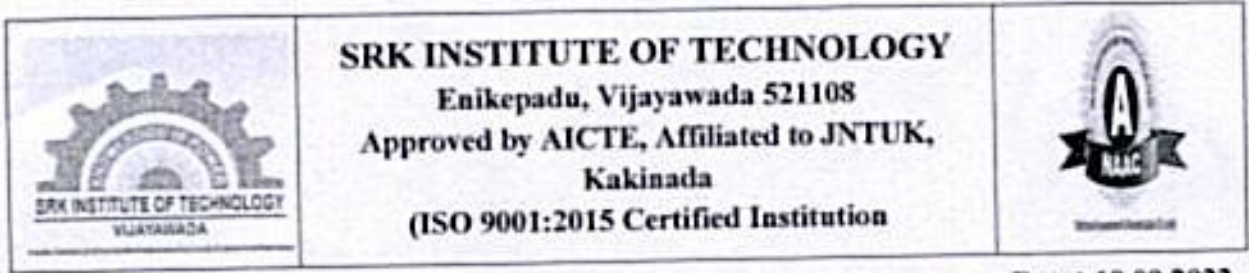 SRK INSTITUTE OF TECHNOLOGY
Enikepadu, Vijayawada 521108
Approved by AICTE, Affiliated to JNTUK,
Kakinada
(ISO 9001:2015 Certified Institution
SRK INSTITUTE OF TECHNOLOGY
VIJAYAWADA
A
NAAC